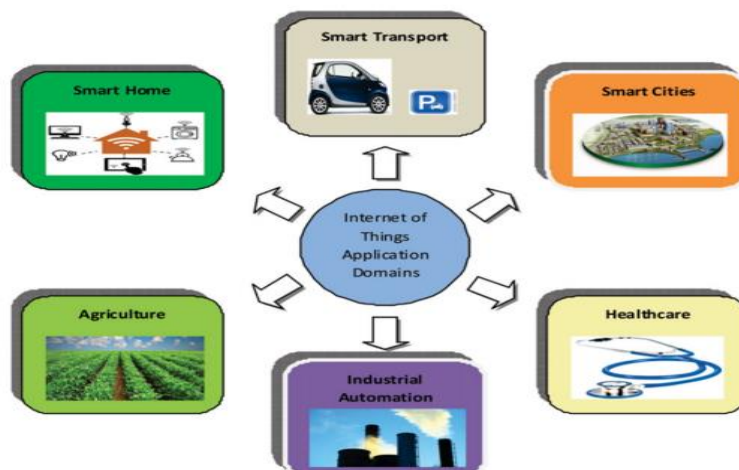 Smart Transport
P
Smart Home
Smart Cities
Internet of
Things
Application
Domains
Agriculture
Healthcare
Industrial
Automation